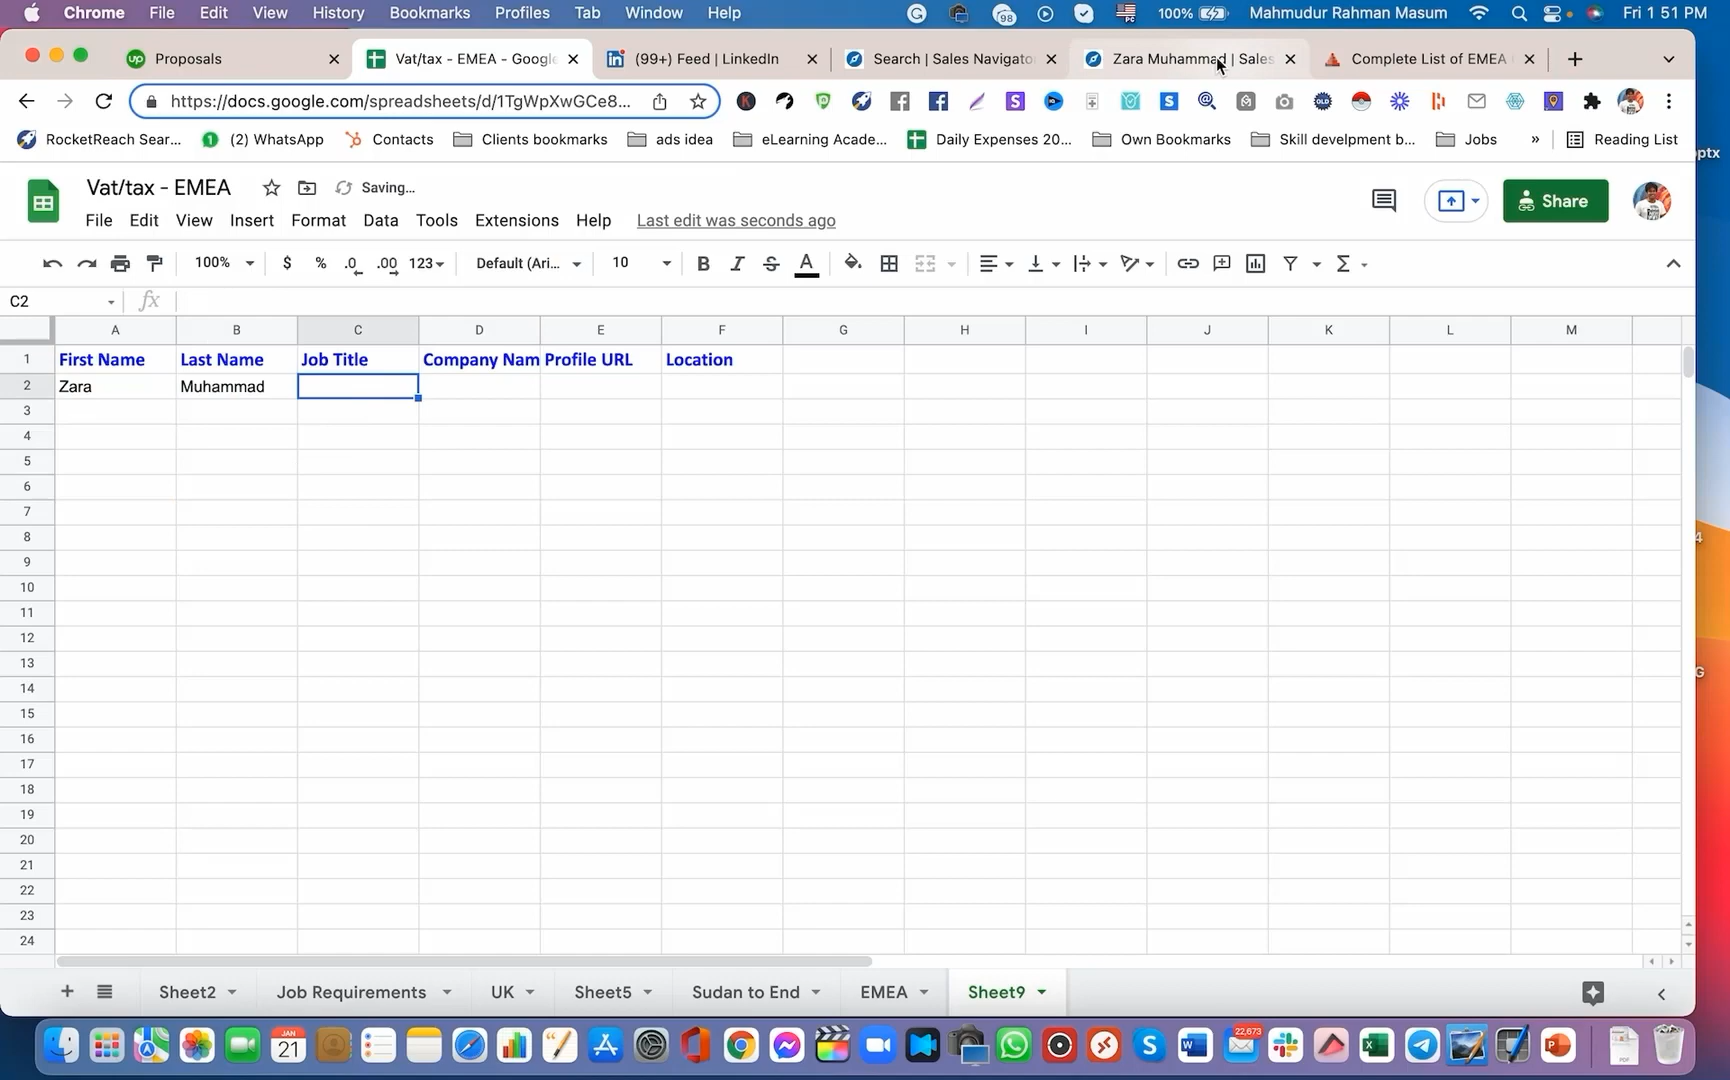 Chrome File Edit View History Bookmarks Profiles Tab Window Help 98 100% Mahmudur Rahman Masum Fri 1 51 PM
Proposals Vat/tax - EMEA - Google (99+) Feed | LinkedIn Search | Sales Navigato Zara Muhammad | Sales Complete List of EMEA
https://docs.google.com/spreadsheets/d/1TgWpXwGCe8...
RocketReach Sear... (2) WhatsApp Contacts Clients bookmarks ads idea eLearning Acade... Daily Expenses 20... Own Bookmarks Skill develpment b... Jobs » Reading List
Vat/tax - EMEA Saving...
Share
File Edit View Insert Format Data Tools Extensions Help Last edit was seconds ago
100% $ % .0 .00 123 Default (Ari... 10 B I S A
C2 fx
A B C D E F G H I J K L M
1 First Name Last Name Job Title Company Nam Profile URL Location
2 Zara Muhammad
3
4
5
6
7
8
9
10
11
12
13
14
15
16
17
18
19
20
21
22
23
24
Sheet2 Job Requirements UK Sheet5 Sudan to End EMEA Sheet9
JAN 21 22,673